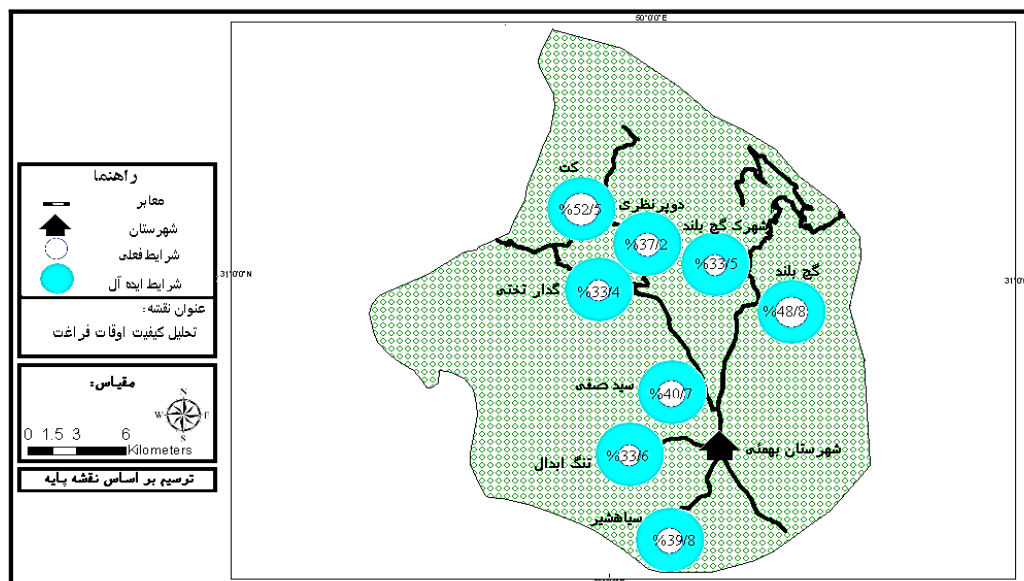 50°0'0"E
31°0'0"N
31°0'0
راهنما
معابر
شهرستان
شرایط فعلی
شرایط ایده آل
عنوان نقشه:
تحلیل کیفیت اوقات فراغت
مقیاس:
N
W
E
S
0 1.5 3 6
Kilometers
ترسیم بر اساس نقشه پایه
کت
%52/5
دوپرنظری
%37/2
شهرک گچ بلند
%33/5
گچ بلند
%48/8
گدار تختی
%33/4
سید صفی
%40/7
شهرستان بهمئی
تنگ ابدال
%33/6
سیاهشیر
%39/8